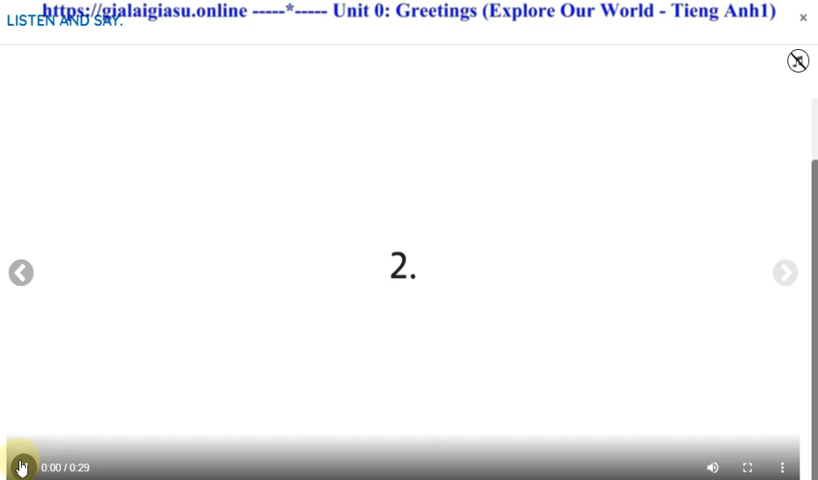 https://gialaigiasu.online -----*----- Unit 0: Greetings (Explore Our World - Tieng Anh1)
LISTEN AND SAY.
2.
0:00 / 0:29